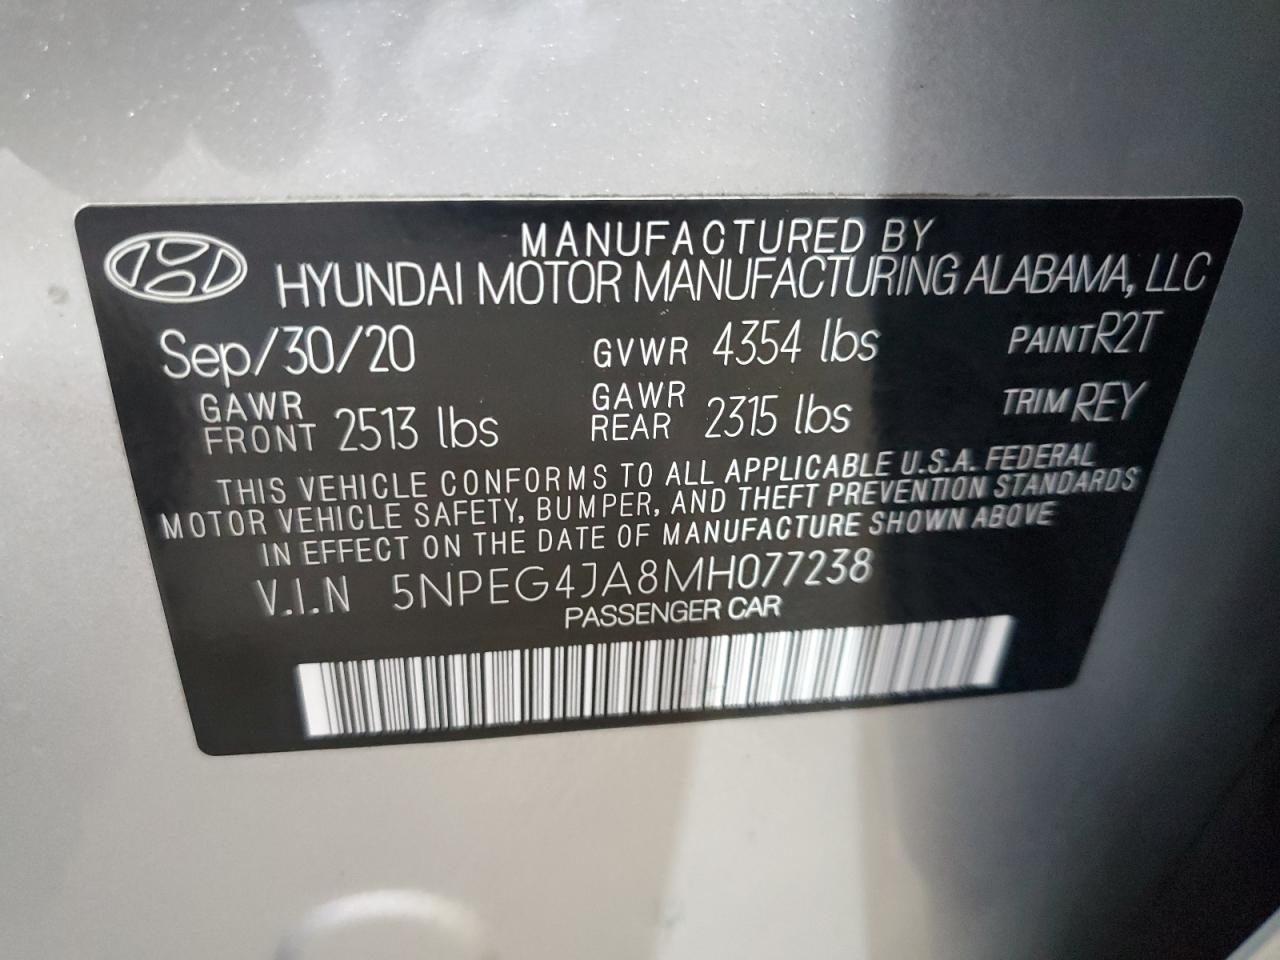 MANUFACTURED BY
HYUNDAI MOTOR MANUFACTURING ALABAMA, LLC
Sep/30/20 GVWR 4354 lbs PAINT R2T
GAWR FRONT 2513 lbs GAWR REAR 2315 lbs TRIM REY
THIS VEHICLE CONFORMS TO ALL APPLICABLE U.S.A. FEDERAL
MOTOR VEHICLE SAFETY, BUMPER, AND THEFT PREVENTION STANDARDS
IN EFFECT ON THE DATE OF MANUFACTURE SHOWN ABOVE
V.I.N 5NPEG4JA8MH077238
PASSENGER CAR